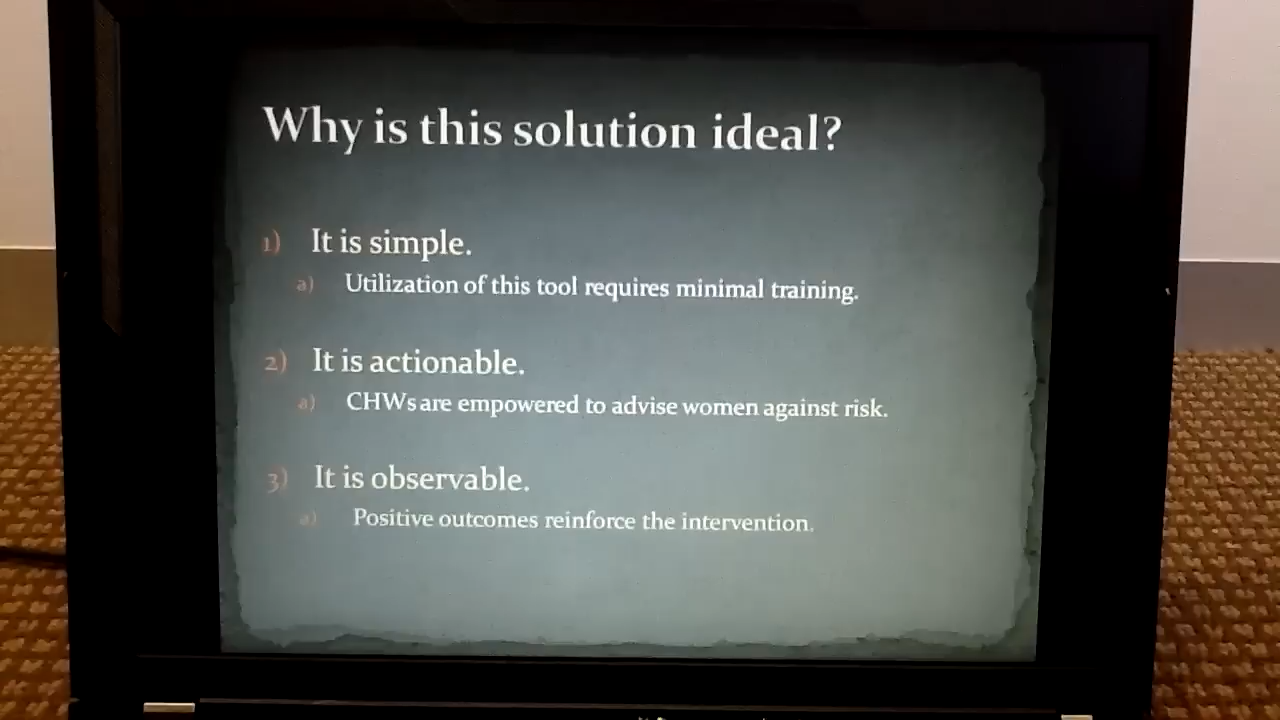 Why is this solution ideal?
1) It is simple.
a) Utilization of this tool requires minimal training.
2) It is actionable.
a) CHWs are empowered to advise women against risk.
3) It is observable.
a) Positive outcomes reinforce the intervention.